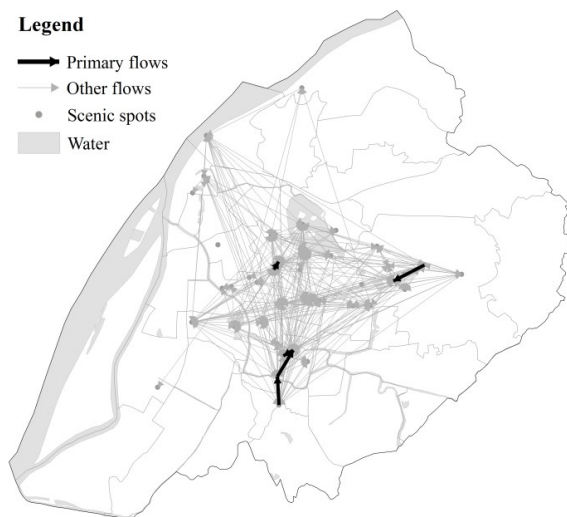 Legend
Primary flows
Other flows
Scenic spots
Water